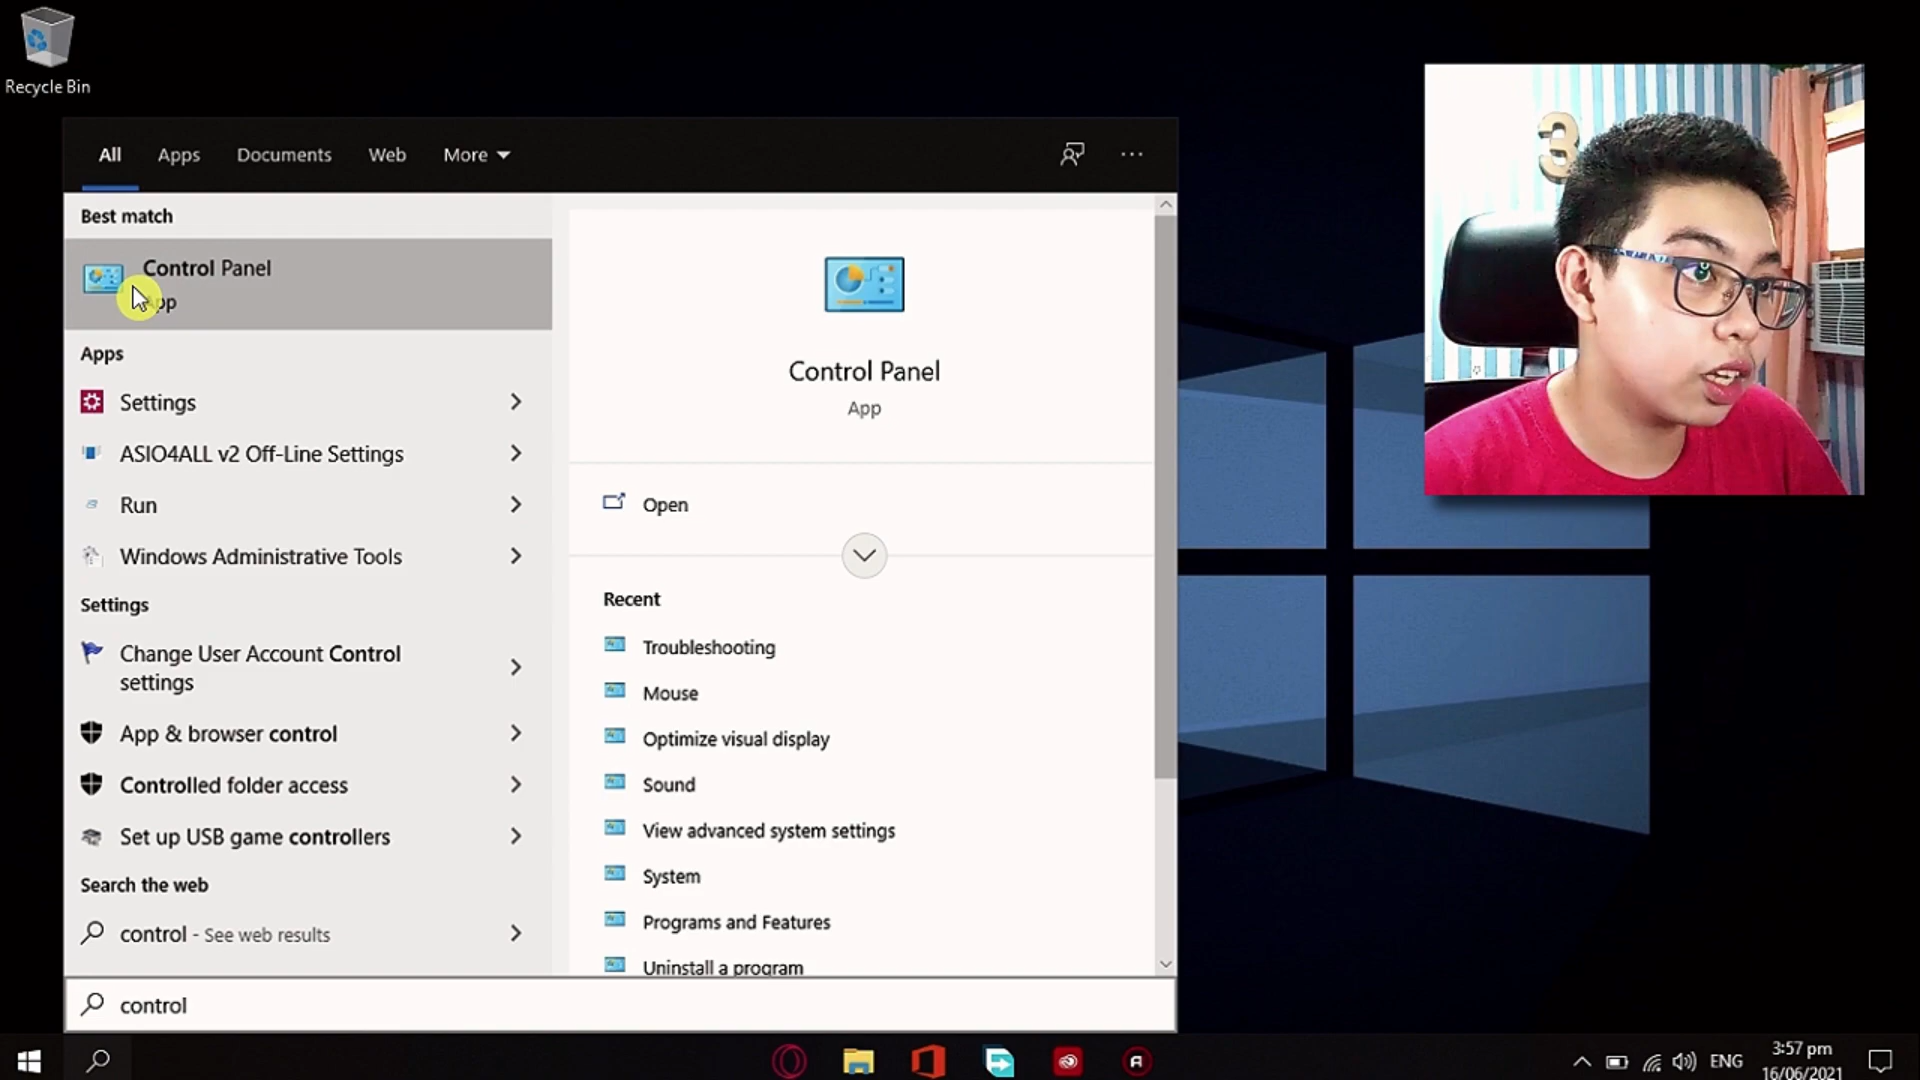 Recycle Bin
All Apps Documents Web More
Best match
Control Panel
App
Apps
Settings
ASIO4ALL v2 Off-Line Settings
Run
Windows Administrative Tools
Settings
Change User Account Control
settings
App & browser control
Controlled folder access
Set up USB game controllers
Search the web
control - See web results
control
Control Panel
App
Open
Recent
Troubleshooting
Mouse
Optimize visual display
Sound
View advanced system settings
System
Programs and Features
Uninstall a program
3
ENG
3:57 pm
16/06/2021